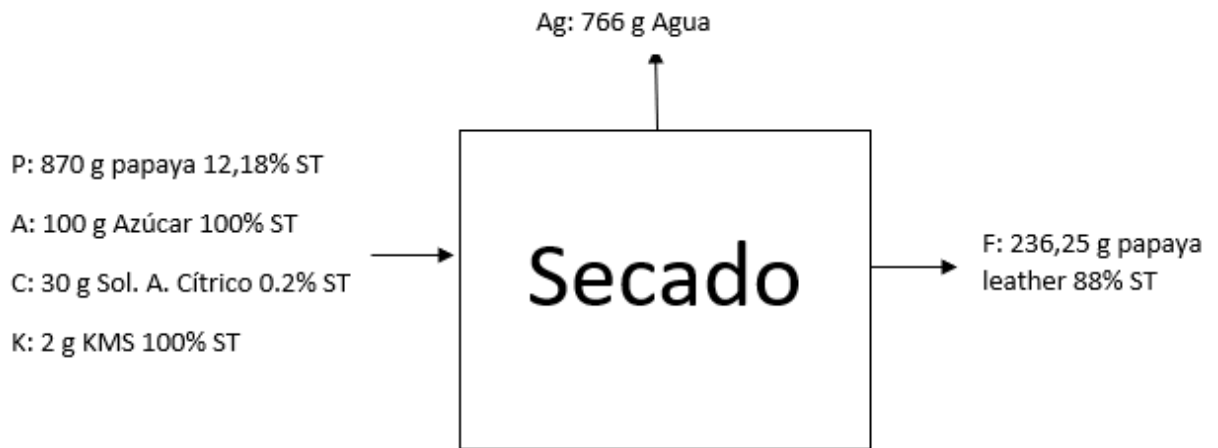 Ag: 766 g Agua
P: 870 g papaya 12,18% ST
A: 100 g Azúcar 100% ST
C: 30 g Sol. A. Cítrico 0.2% ST
K: 2 g KMS 100% ST
Secado
F: 236,25 g papaya
leather 88% ST